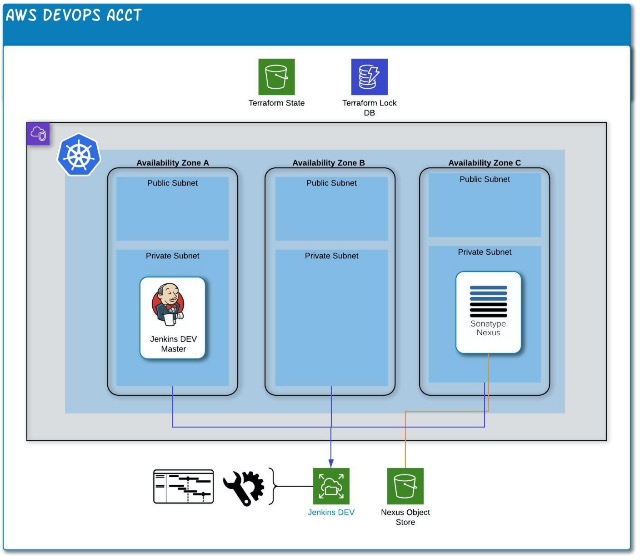 AWS DEVOPS ACCT
Terraform State
Terraform Lock
DB
Availability Zone A
Availability Zone B
Availability Zone C
Public Subnet
Public Subnet
Public Subnet
Private Subnet
Private Subnet
Private Subnet
Jenkins DEV
Master
Sonatype
Nexus
Jenkins DEV
Nexus Object
Store